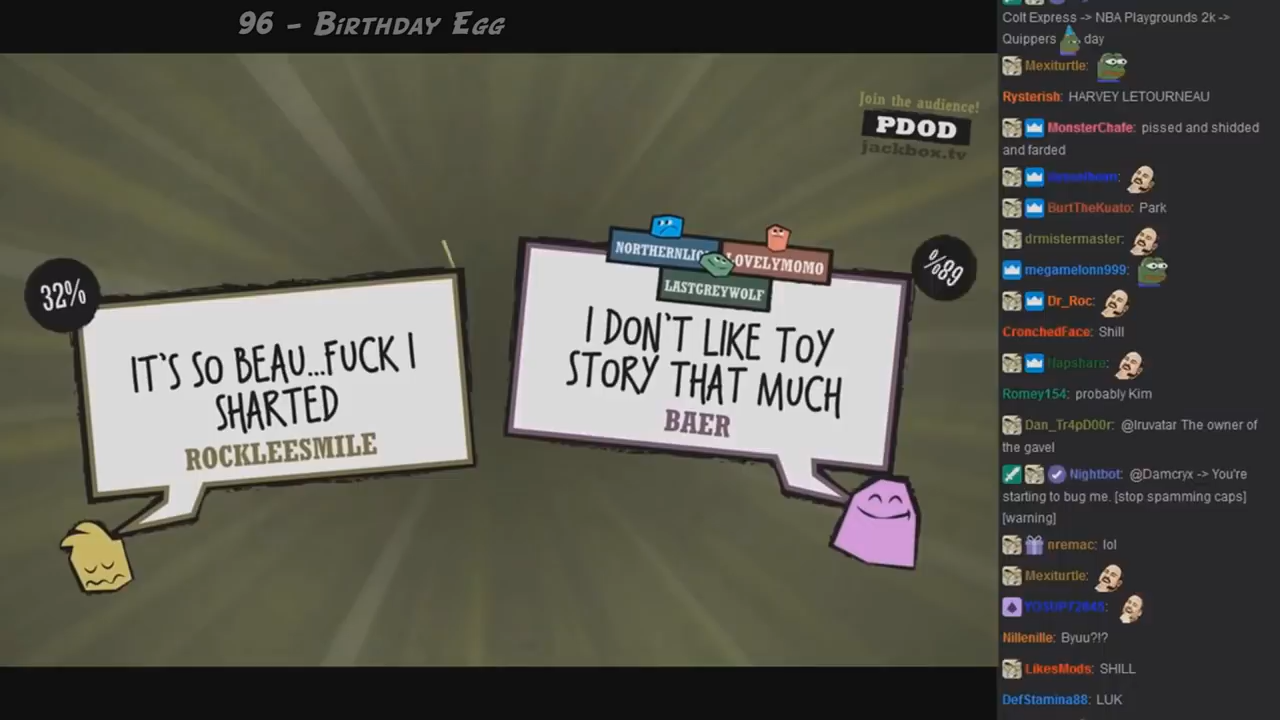 96 - Birthday Egg
Join the audience!
PDOD
jackbox.tv
32%
IT'S SO BEAU...FUCK I
SHARTED
ROCKLEESMILE
NORTHERNLIO
LOVELYMOMO
LASTGREYWOLF
%89
I DON'T LIKE TOY
STORY THAT MUCH
BAER
Colt Express -> NBA Playgrounds 2k ->
Quippers day
Mexiturtle:
Rysterish: HARVEY LETOURNEAU
MonsterChafe: pissed and shidded
and farded
BurtTheKuato: Park
drmistermaster:
megamelonn999:
Dr_Roc:
CronchedFace: Shill
Hapshare:
Romey154: probably Kim
Dan_Tr4pD00r: @Iruvatar The owner of
the gavel
Nightbot: @Damcryx -> You're
starting to bug me. [stop spamming caps]
[warning]
nremac: lol
Mexiturtle:
Nillenille: Byuu?!?
LikesMods: SHILL
DefStamina88: LUK